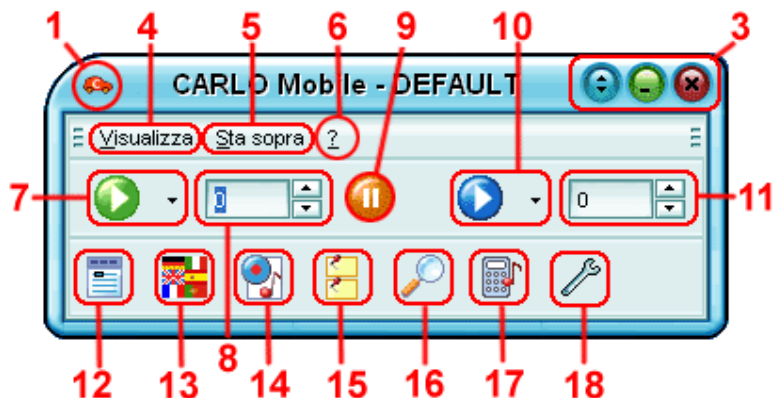 1 4 5 6 9 10 3
CARLO Mobile - DEFAULT
Visualizza Sta sopra ?
7 0 0 11
8
12 13 14 15 16 17 18